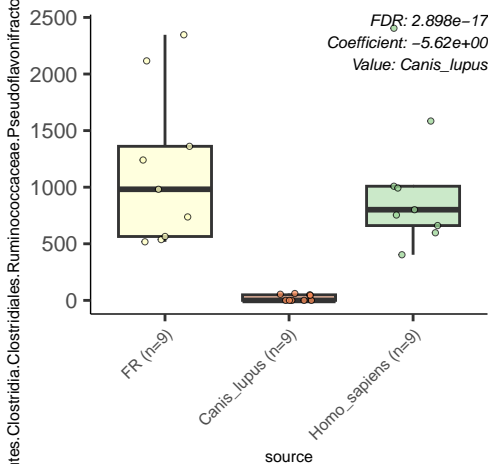 FDR: 2.898e−17
Coefficient: −5.62e+00
Value: Canis_lupus
2500
2000
1500
1000
500
0
tes.Clostridia.Clostridiales.Ruminococcaceae.Pseudoflavonifracto
FR (n=9)
Canis_lupus (n=9)
Homo_sapiens (n=9)
source